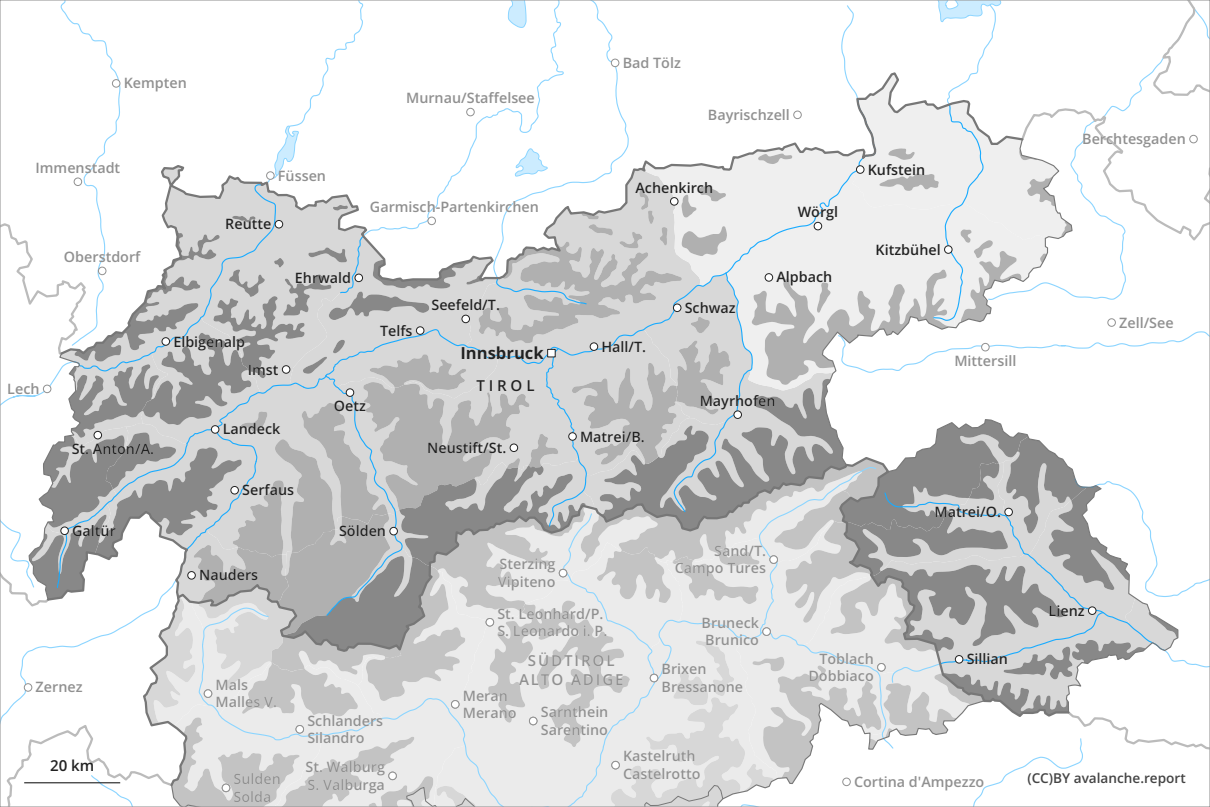 Kempten
Bad Tölz
Murnau/Staffelsee
Bayrischzell
Berchtesgaden
Immenstadt
Füssen
Kufstein
Achenkirch
Garmisch-Partenkirchen
Wörgl
Reutte
Kitzbühel
Oberstdorf
Ehrwald
Alpbach
Seefeld/T.
Schwaz
Zell/See
Telfs
Elbigenalp
Hall/T.
Innsbruck
Mittersill
Imst
TIROL
Lech
Oetz
Mayrhofen
Landeck
Matrei/B.
St. Anton/A.
Neustift/St.
Serfaus
Matrei/O.
Galtür
Sölden
Sand/T.
Campo Tures
Sterzing
Vipiteno
Nauders
St. Leonhard/P.
S. Leonardo i. P.
Lienz
Bruneck
Brunico
SÜDTIROL
ALTO ADIGE
Toblach
Dobbiaco
Sillian
Brixen
Bressanone
Zernez
Mals
Malles V.
Meran
Merano
Sarnthein
Sarentino
Schlanders
Silandro
Kastelruth
Castelrotto
St. Walburg
S. Valburga
20 km
Sulden
Solda
Cortina d'Ampezzo
(CC)BY avalanche.report